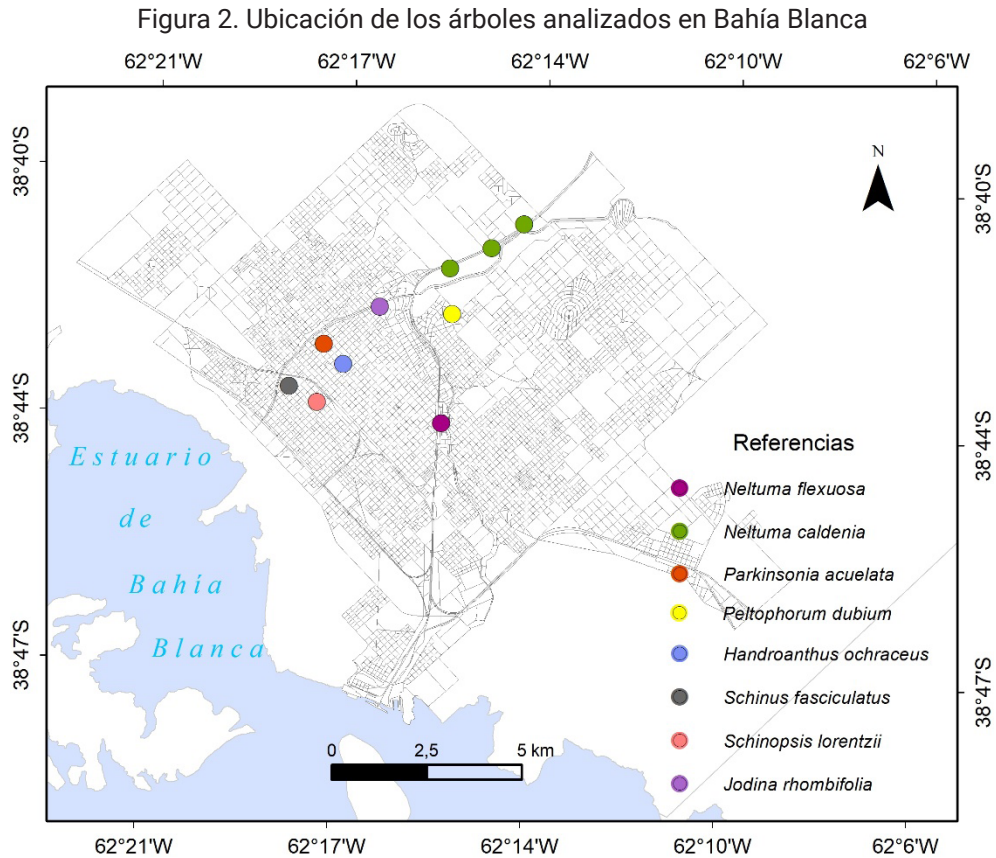 Figura 2. Ubicación de los árboles analizados en Bahía Blanca
62°21'W 62°17'W 62°14'W 62°10'W 62°6'W
38°40'S
38°40'S
N
38°44'S
38°44'S
Estuario
de
Bahía
Blanca
Referencias
Neltuma flexuosa
Neltuma caldenia
Parkinsonia acuelata
Peltophorum dubium
Handroanthus ochraceus
Schinus fasciculatus
Schinopsis lorentzii
Jodina rhombifolia
38°47'S
38°47'S
0 2,5 5 km
62°21'W 62°17'W 62°14'W 62°10'W 62°6'W